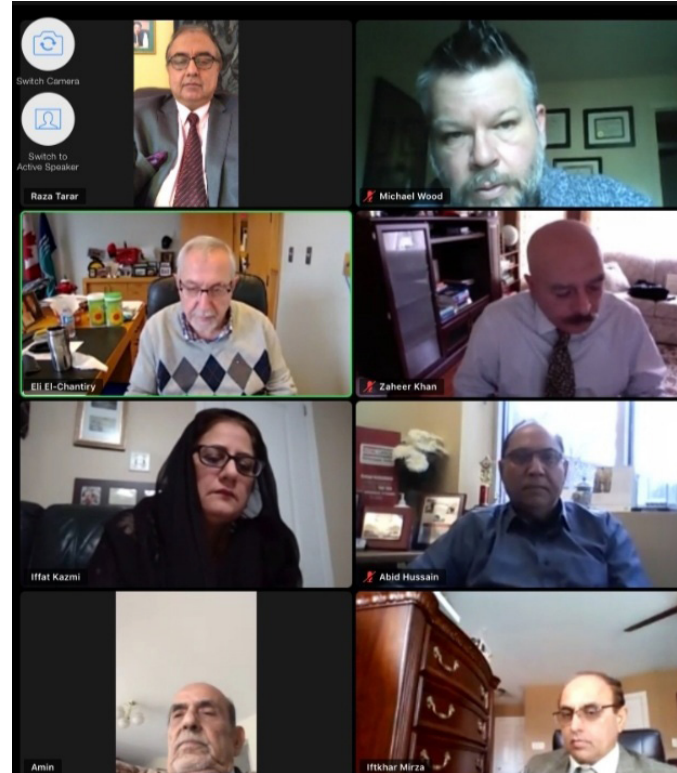 Switch Camera
Switch to
Active Speaker
Raza Tarar
Michael Wood
Eli El-Chantiry
Zaheer Khan
Iffat Kazmi
Abid Hussain
Amin
Iftkhar Mirza